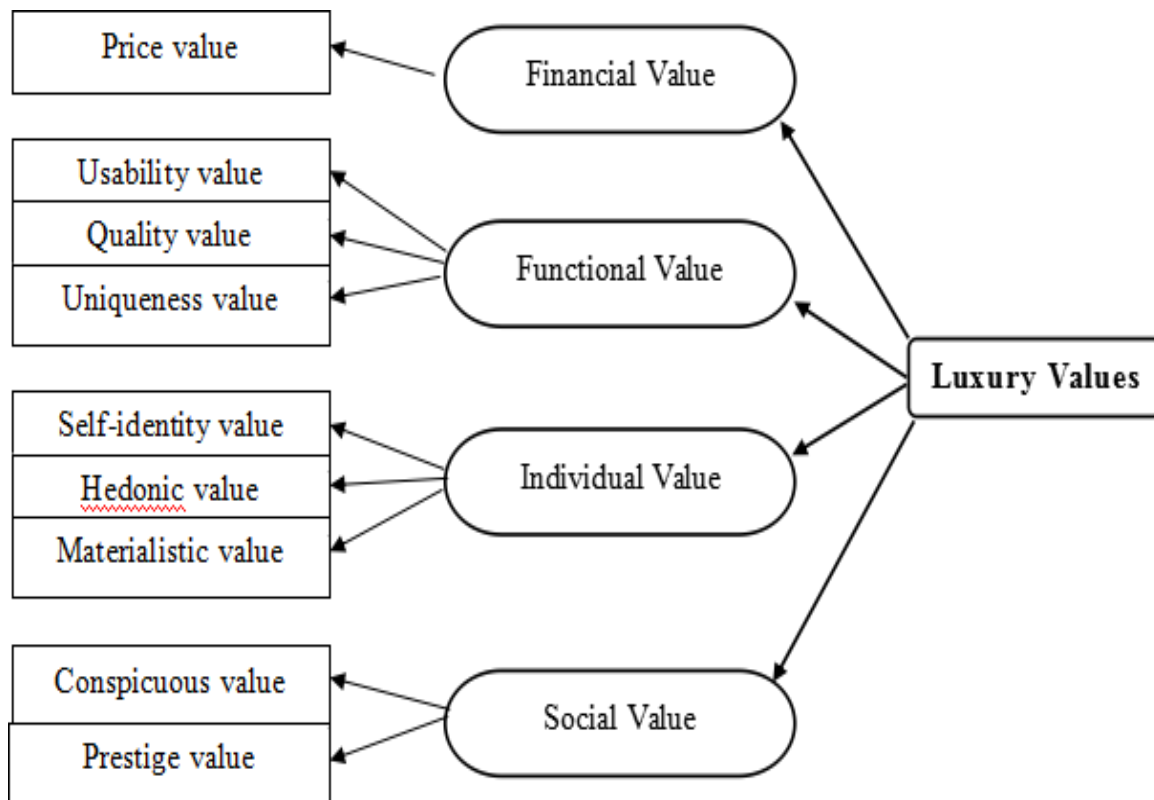 Price value
Financial Value
Usability value
Quality value
Uniqueness value
Functional Value
Luxury Values
Self-identity value
Hedonic value
Materialistic value
Individual Value
Conspicuous value
Prestige value
Social Value